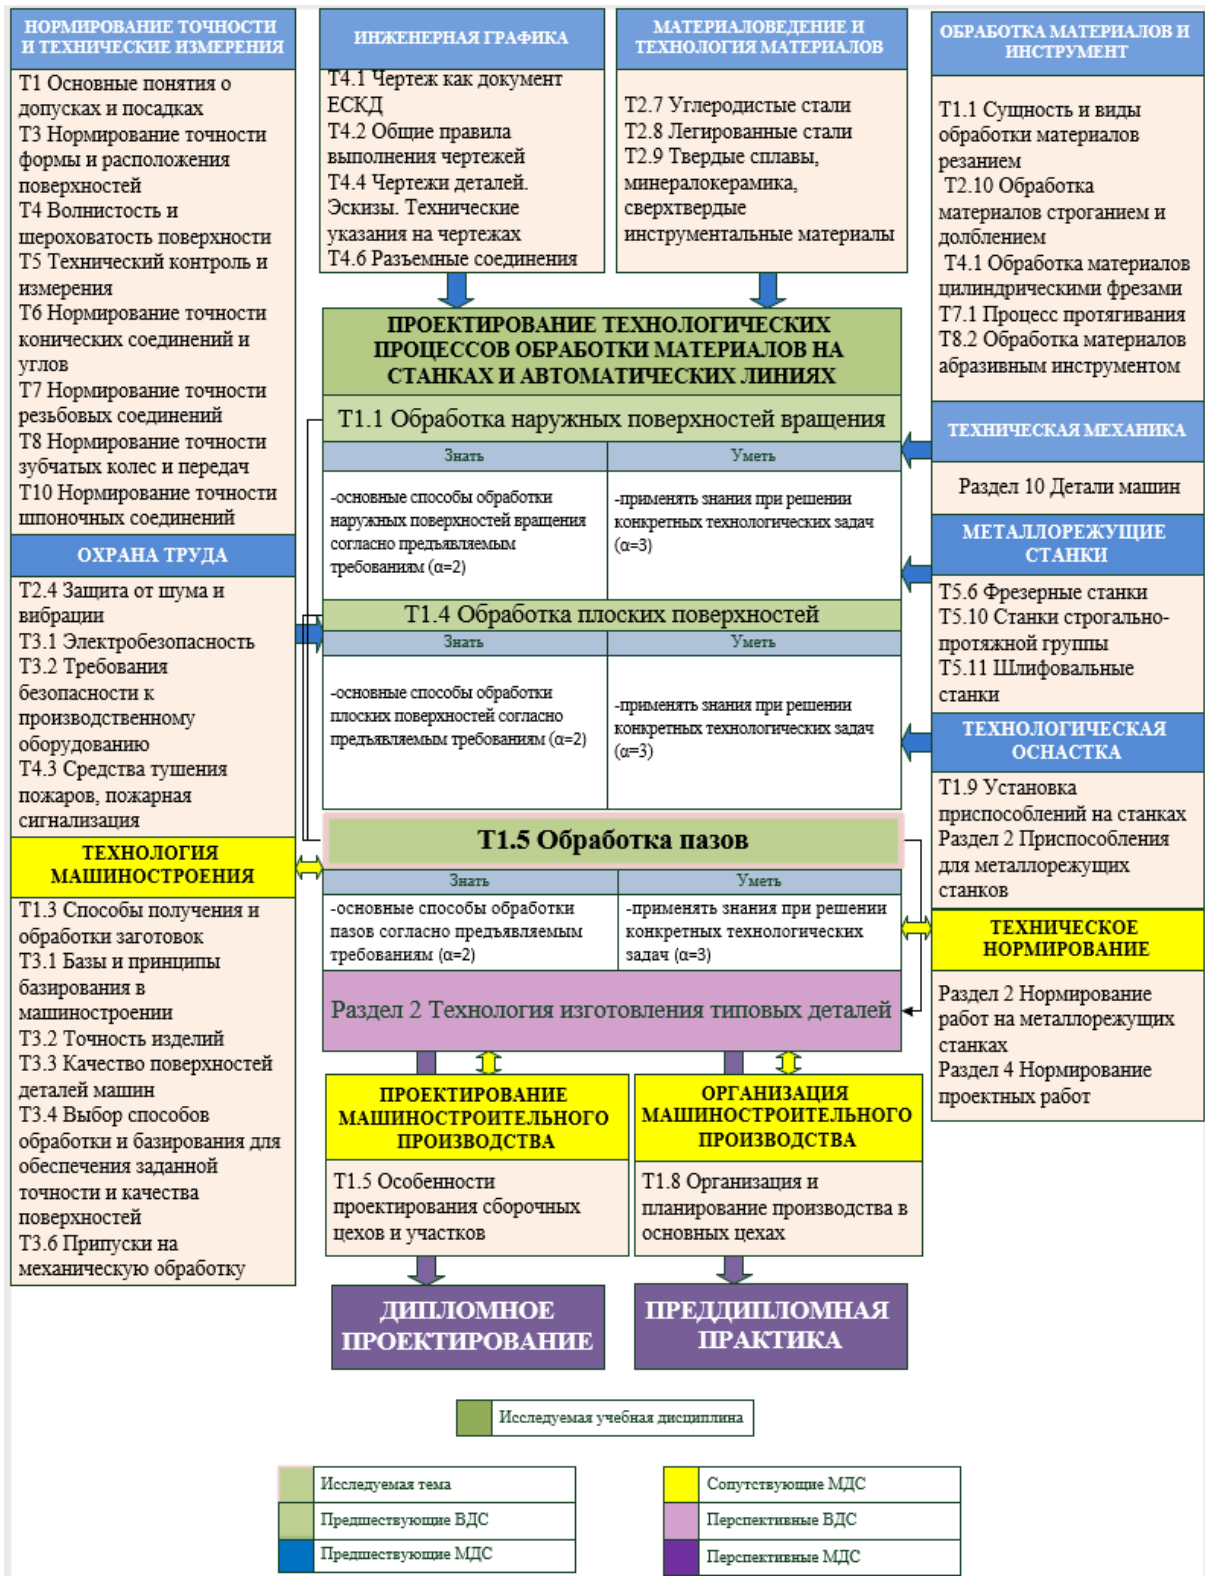 НОРМИРОВАНИЕ ТОЧНОСТИ
И ТЕХНИЧЕСКИЕ ИЗМЕРЕНИЯ
Т1 Основные понятия о
допусках и посадках
Т3 Нормирование точности
формы и расположения
поверхностей
Т4 Волнистость и
шероховатость поверхности
Т5 Технический контроль и
измерения
Т6 Нормирование точности
конических соединений и
углов
Т7 Нормирование точности
резьбовых соединений
Т8 Нормирование точности
зубчатых колес и передач
Т10 Нормирование точности
шпоночных соединений
ОХРАНА ТРУДА
Т2.4 Защита от шума и
вибрации
Т3.1 Электробезопасность
Т3.2 Требования
безопасности к
производственному
оборудованию
Т4.3 Средства тушения
пожаров, пожарная
сигнализация
ТЕХНОЛОГИЯ
МАШИНОСТРОЕНИЯ
Т1.3 Способы получения и
обработки заготовок
Т3.1 Базы и принципы
базирования в
машиностроении
Т3.2 Точность изделий
Т3.3 Качество поверхностей
деталей машин
Т3.4 Выбор способов
обработки и базирования для
обеспечения заданной
точности и качества
поверхностей
Т3.6 Припуски на
механическую обработку
ИНЖЕНЕРНАЯ ГРАФИКА
Т4.1 Чертеж как документ
ЕСКД
Т4.2 Общие правила
выполнения чертежей
Т4.4 Чертежи деталей.
Эскизы. Технические
указания на чертежах
Т4.6 Разъемные соединения
МАТЕРИАЛОВЕДЕНИЕ И
ТЕХНОЛОГИЯ МАТЕРИАЛОВ
Т2.7 Углеродистые стали
Т2.8 Легированные стали
Т2.9 Твердые сплавы,
минералокерамика,
сверхтвердые
инструментальные материалы
ПРОЕКТИРОВАНИЕ ТЕХНОЛОГИЧЕСКИХ
ПРОЦЕССОВ ОБРАБОТКИ МАТЕРИАЛОВ НА
СТАНКАХ И АВТОМАТИЧЕСКИХ ЛИНИЯХ
Т1.1 Обработка наружных поверхностей вращения
Знать
Уметь
-основные способы обработки
наружных поверхностей вращения
согласно предъявляемым
требованиям (α=2)
-применять знания при решении
конкретных технологических задач
(α=3)
Т1.4 Обработка плоских поверхностей
Знать
Уметь
-основные способы обработки
плоских поверхностей согласно
предъявляемым требованиям (α=2)
-применять знания при решении
конкретных технологических задач
(α=3)
Т1.5 Обработка пазов
Знать
Уметь
-основные способы обработки
пазов согласно предъявляемым
требованиям (α=2)
-применять знания при решении
конкретных технологических
задач (α=3)
Раздел 2 Технология изготовления типовых деталей
ПРОЕКТИРОВАНИЕ
МАШИНОСТРОИТЕЛЬНОГО
ПРОИЗВОДСТВА
Т1.5 Особенности
проектирования сборочных
цехов и участков
ДИПЛОМНОЕ
ПРОЕКТИРОВАНИЕ
ОРГАНИЗАЦИЯ
МАШИНОСТРОИТЕЛЬНОГО
ПРОИЗВОДСТВА
Т1.8 Организация и
планирование производства в
основных цехах
ПРЕДДИПЛОМНАЯ
ПРАКТИКА
ОБРАБОТКА МАТЕРИАЛОВ И
ИНСТРУМЕНТ
Т1.1 Сущность и виды
обработки материалов
резанием
Т2.10 Обработка
материалов строганием и
долблением
Т4.1 Обработка материалов
цилиндрическими фрезами
Т7.1 Процесс протягивания
Т8.2 Обработка материалов
абразивным инструментом
ТЕХНИЧЕСКАЯ МЕХАНИКА
Раздел 10 Детали машин
МЕТАЛЛОРЕЖУЩИЕ
СТАНКИ
Т5.6 Фрезерные станки
Т5.10 Станки строгально-
протяжной группы
Т5.11 Шлифовальные
станки
ТЕХНОЛОГИЧЕСКАЯ
ОСНАСТКА
Т1.9 Установка
приспособлений на станках
Раздел 2 Приспособления
для металлорежущих
станков
ТЕХНИЧЕСКОЕ
НОРМИРОВАНИЕ
Раздел 2 Нормирование
работ на металлорежущих
станках
Раздел 4 Нормирование
проектных работ
Исследуемая учебная дисциплина
Исследуемая тема
Предшествующие ВДС
Предшествующие МДС
Сопутствующие МДС
Перспективные ВДС
Перспективные МДС